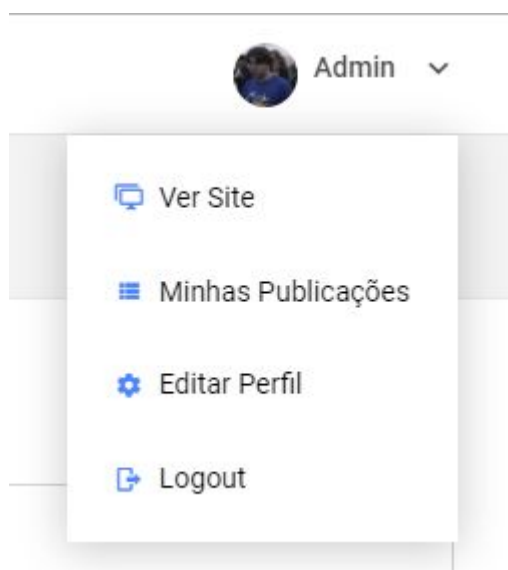 Admin
Ver Site
Minhas Publicações
Editar Perfil
Logout